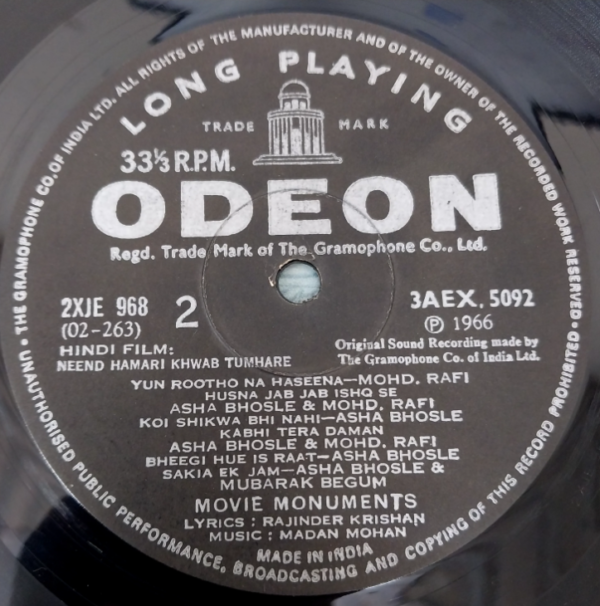 UNAUTHORISED PUBLIC PERFORMANCE, BROADCASTING AND COPYING OF THIS RECORD PROHIBITED • THE GRAMOPHONE CO. OF INDIA LTD. ALL RIGHTS OF THE MANUFACTURER AND OF THE OWNER OF THE RECORDED WORK RESERVED •
LONG PLAYING
TRADE MARK
33⅓ R.P.M.
ODEON
Regd. Trade Mark of The Gramophone Co., Ltd.
2XJE 968 2 3AEX. 5092
(02-263) ℗ 1966
HINDI FILM: Original Sound Recording made by
NEEND HAMARI KHWAB TUMHARE The Gramophone Co. of India Ltd.
YUN ROOTHO NA HASEENA—MOHD. RAFI
HUSNA JAB JAB ISHQ SE
ASHA BHOSLE & MOHD. RAFI
KOI SHIKWA BHI NAHI—ASHA BHOSLE
KABHI TERA DAMAN
ASHA BHOSLE & MOHD. RAFI
BHEEGI HUE IS RAAT—ASHA BHOSLE
SAKIA EK JAM—ASHA BHOSLE &
MUBARAK BEGUM
MOVIE MONUMENTS
LYRICS : RAJINDER KRISHAN
MUSIC : MADAN MOHAN
MADE IN INDIA